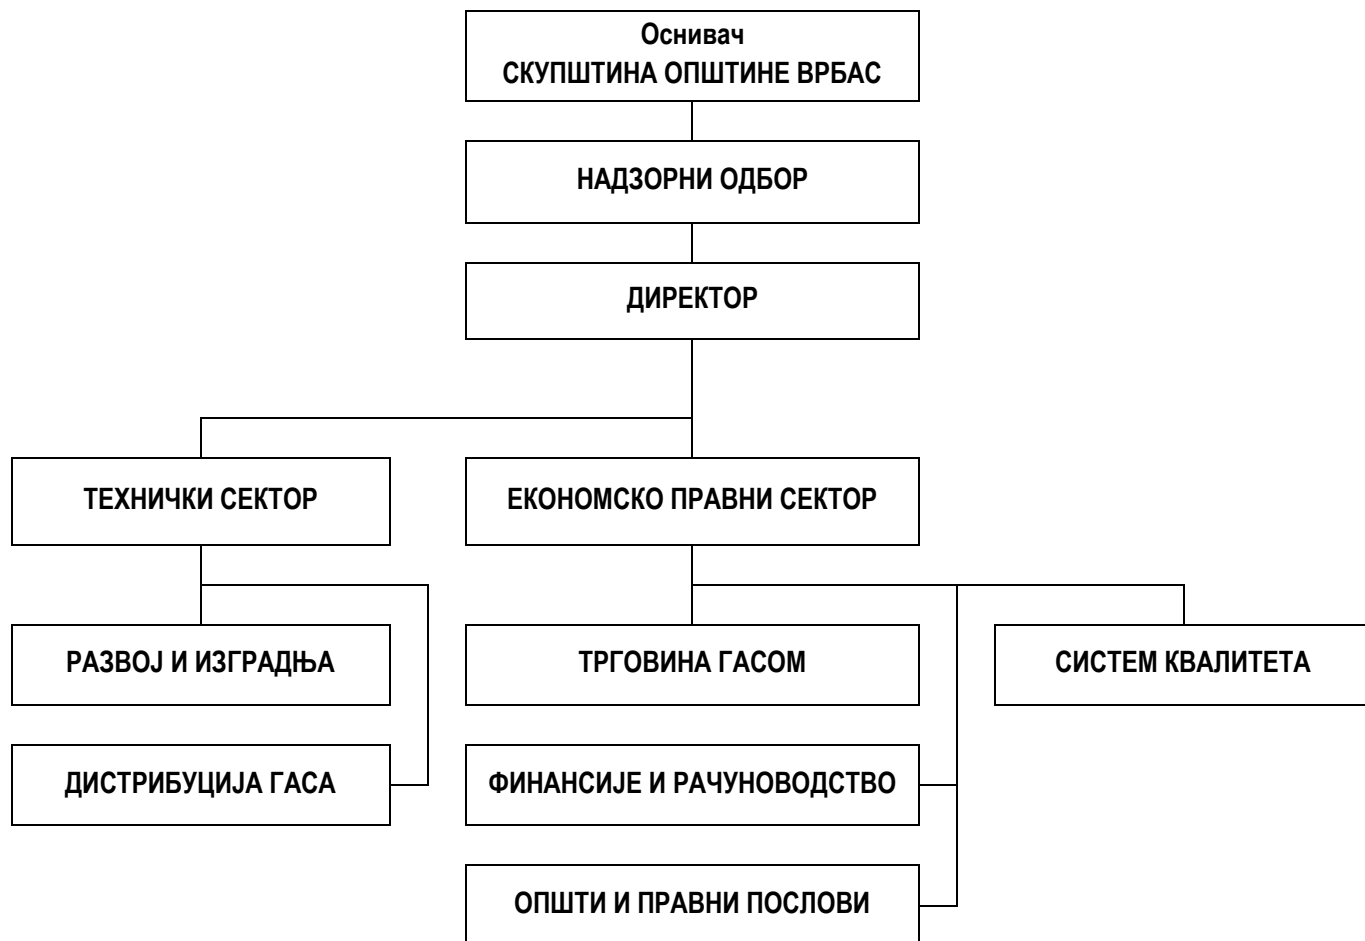 Оснивач
СКУПШТИНА ОПШТИНЕ ВРБАС
НАДЗОРНИ ОДБОР
ДИРЕКТОР
ТЕХНИЧКИ СЕКТОР
ЕКОНОМСКО ПРАВНИ СЕКТОР
РАЗВОЈ И ИЗГРАДЊА
ТРГОВИНА ГАСОМ
СИСТЕМ КВАЛИТЕТА
ДИСТРИБУЦИЈА ГАСА
ФИНАНСИЈЕ И РАЧУНОВОДСТВО
ОПШТИ И ПРАВНИ ПОСЛОВИ